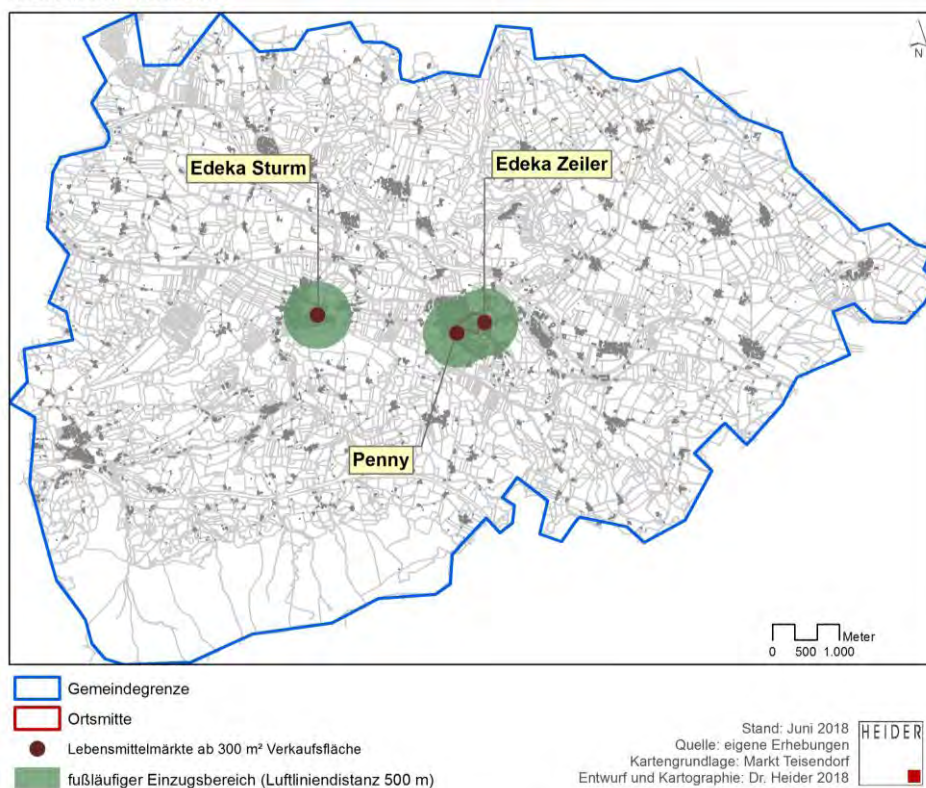 N
Edeka Sturm
Edeka Zeiler
Penny
Meter
0 500 1.000
Gemeindegrenze
Ortsmitte
Lebensmittelmärkte ab 300 m² Verkaufsfläche
fußläufiger Einzugsbereich (Luftliniendistanz 500 m)
Stand: Juni 2018
Quelle: eigene Erhebungen
Kartengrundlage: Markt Teisendorf
Entwurf und Kartographie: Dr. Heider 2018
HEIDER